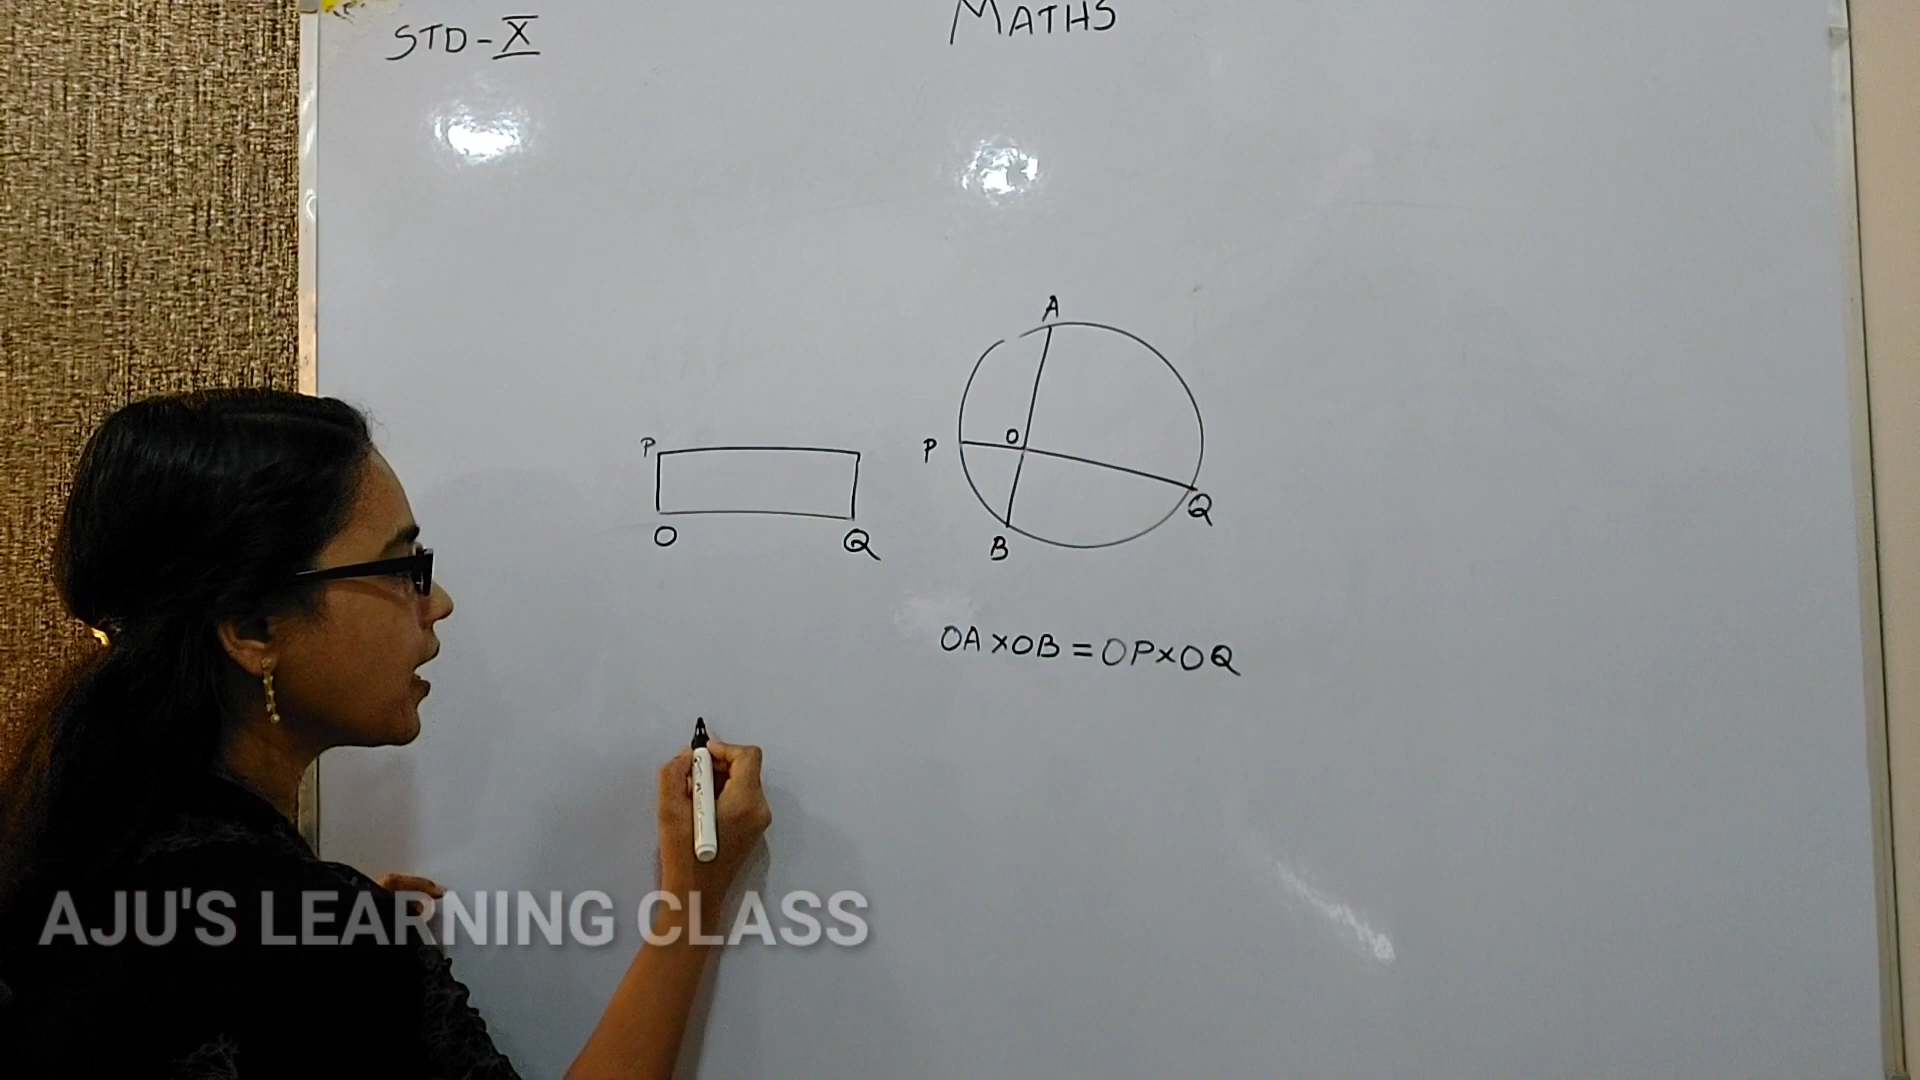 STD - X
MATHS
A
P
O
P
O
Q
B
Q
OA × OB = OP × OQ
AJU'S LEARNING CLASS